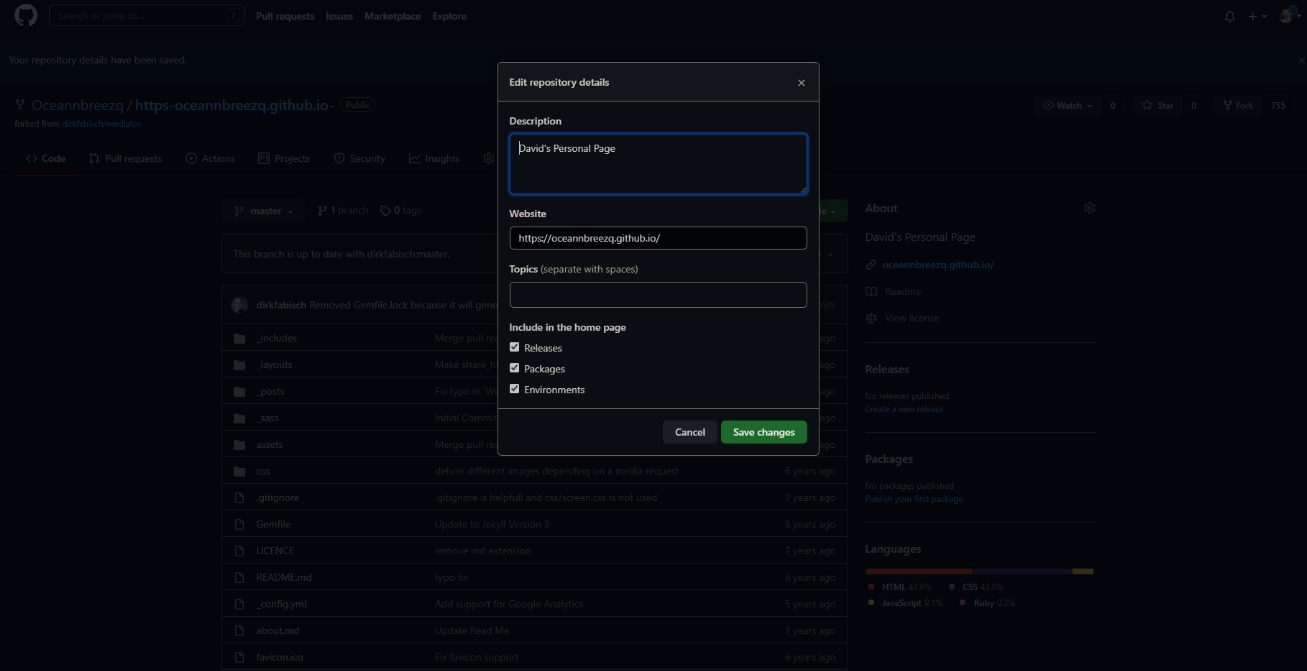 Search or jump to... /
Pull requests Issues Marketplace Explore
Your repository details have been saved.
Oceannbreezq / https-oceannbreezq.github.io- Public
forked from dirkfabisch/mediator
Watch 0 Star 0 Fork 755
Code Pull requests Actions Projects Security Insights
master 1 branch 0 tags
This branch is up to date with dirkfabisch:master.
dirkfabisch Removed Gemfile.lock because it will gene
_includes Merge pull re
_layouts Make share_ti ago
_posts Fix typo in 'We ago
_sass Initial Commit ago
assets Merge pull re ago
css deliver different images depending on a media request 6 years ago
.gitignore .gitignore is helpfull and css/screen.css is not used 7 years ago
Gemfile Update to Jekyll Version 3 6 years ago
LICENCE remove md extension 7 years ago
README.md typo fix 6 years ago
_config.yml Add support for Google Analytics 5 years ago
about.md Update Read Me 7 years ago
favicon.ico Fix favicon support 6 years ago
Edit repository details
Description
David's Personal Page
Website
https://oceannbreezq.github.io/
Topics (separate with spaces)
Include in the home page
Releases
Packages
Environments
Cancel Save changes
About
David's Personal Page
oceannbreezq.github.io/
Readme
View license
Releases
No releases published
Create a new release
Packages
No packages published
Publish your first package
Languages
HTML 47.6% CSS 43.0%
JavaScript 9.1% Ruby 0.3%